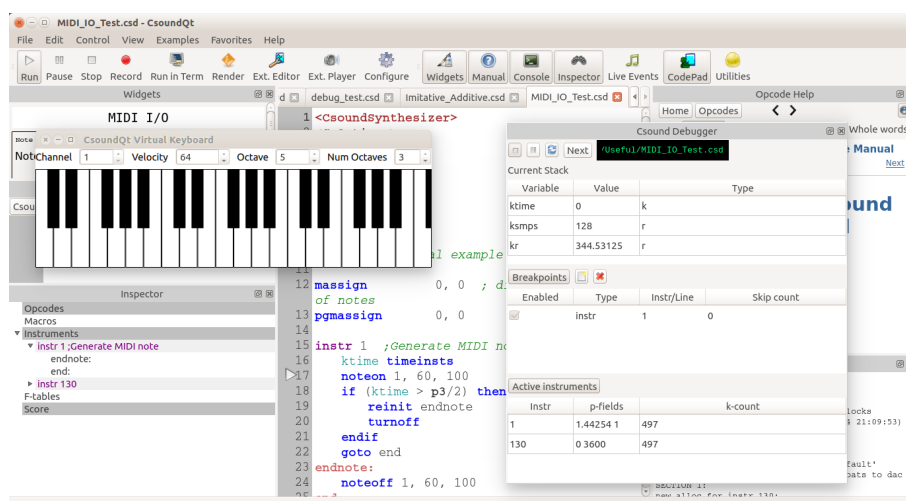 MIDI_IO_Test.csd - CsoundQt
File Edit Control View Examples Favorites Help
Run Pause Stop Record Run in Term Render Ext. Editor Ext. Player Configure Widgets Manual Console Inspector Live Events CodePad Utilities
Widgets
MIDI I/O
Note
CsoundQt Virtual Keyboard
Channel 1 Velocity 64 Octave 5 Num Octaves 3
Inspector
Opcodes
Macros
Instruments
instr 1 ;Generate MIDI note
endnote:
end:
instr 130
F-tables
Score
d debug_test.csd Imitative_Additive.csd MIDI_IO_Test.csd
1 <CsoundSynthesizer>
al example
11
12 massign 0, 0 ; d
of notes
13 pgmassign 0, 0
14
15 instr 1 ;Generate MIDI no
16 ktime timeinsts
17 noteon 1, 60, 100
18 if (ktime > p3/2) then
19 reinit endnote
20 turnoff
21 endif
22 goto end
23 endnote:
24 noteoff 1, 60, 100
Opcode Help
Home Opcodes
Whole words
Manual
Next
ound
Csound Debugger
Next /Useful/MIDI_IO_Test.csd
Current Stack
Variable Value Type
ktime 0 k
ksmps 128 r
kr 344.53125 r
Breakpoints
Enabled Type Instr/Line Skip count
instr 1 0
Active instruments
Instr p-fields k-count
1 1.44254 1 497
130 0 3600 497
locks
21:09:53)
fault'
oats to dac
SECTION 1:
new alloc for instr 130: